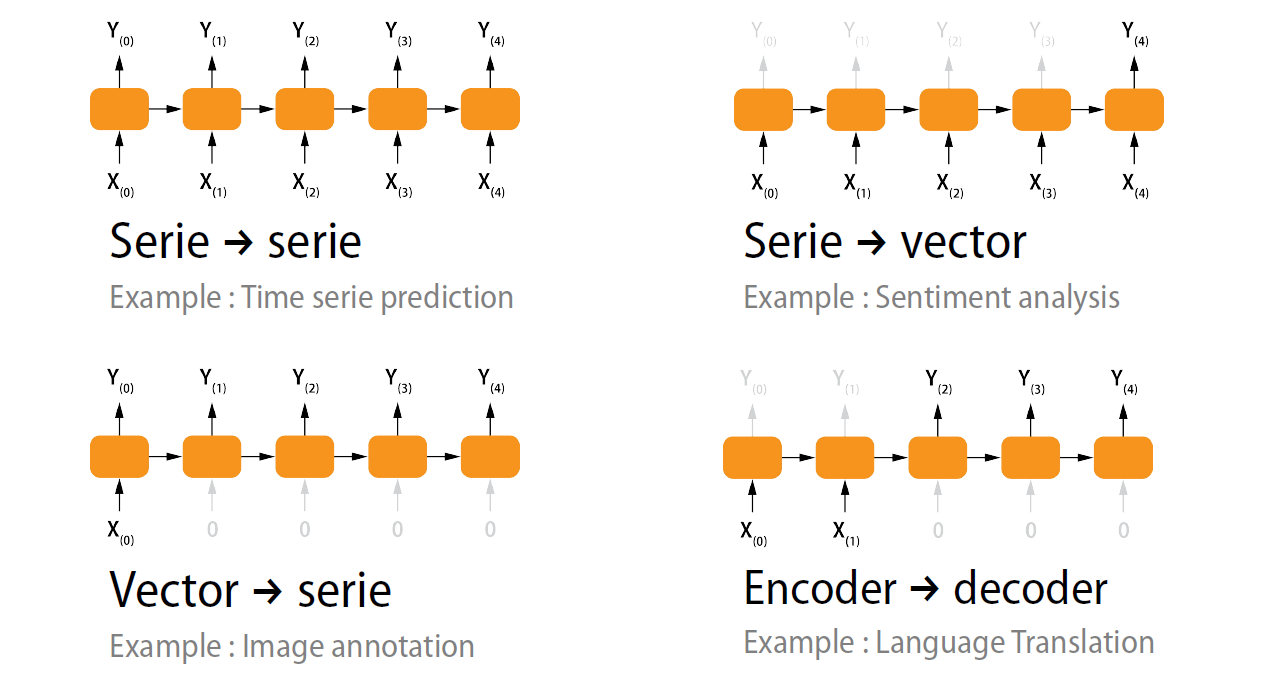 Y(0) Y(1) Y(2) Y(3) Y(4)
X(0) X(1) X(2) X(3) X(4)
Serie → serie
Example : Time serie prediction
Y(0) Y(1) Y(2) Y(3) Y(4)
X(0) X(1) X(2) X(3) X(4)
Serie → vector
Example : Sentiment analysis
Y(0) Y(1) Y(2) Y(3) Y(4)
X(0) 0 0 0 0
Vector → serie
Example : Image annotation
Y(0) Y(1) Y(2) Y(3) Y(4)
X(0) X(1) 0 0 0
Encoder → decoder
Example : Language Translation